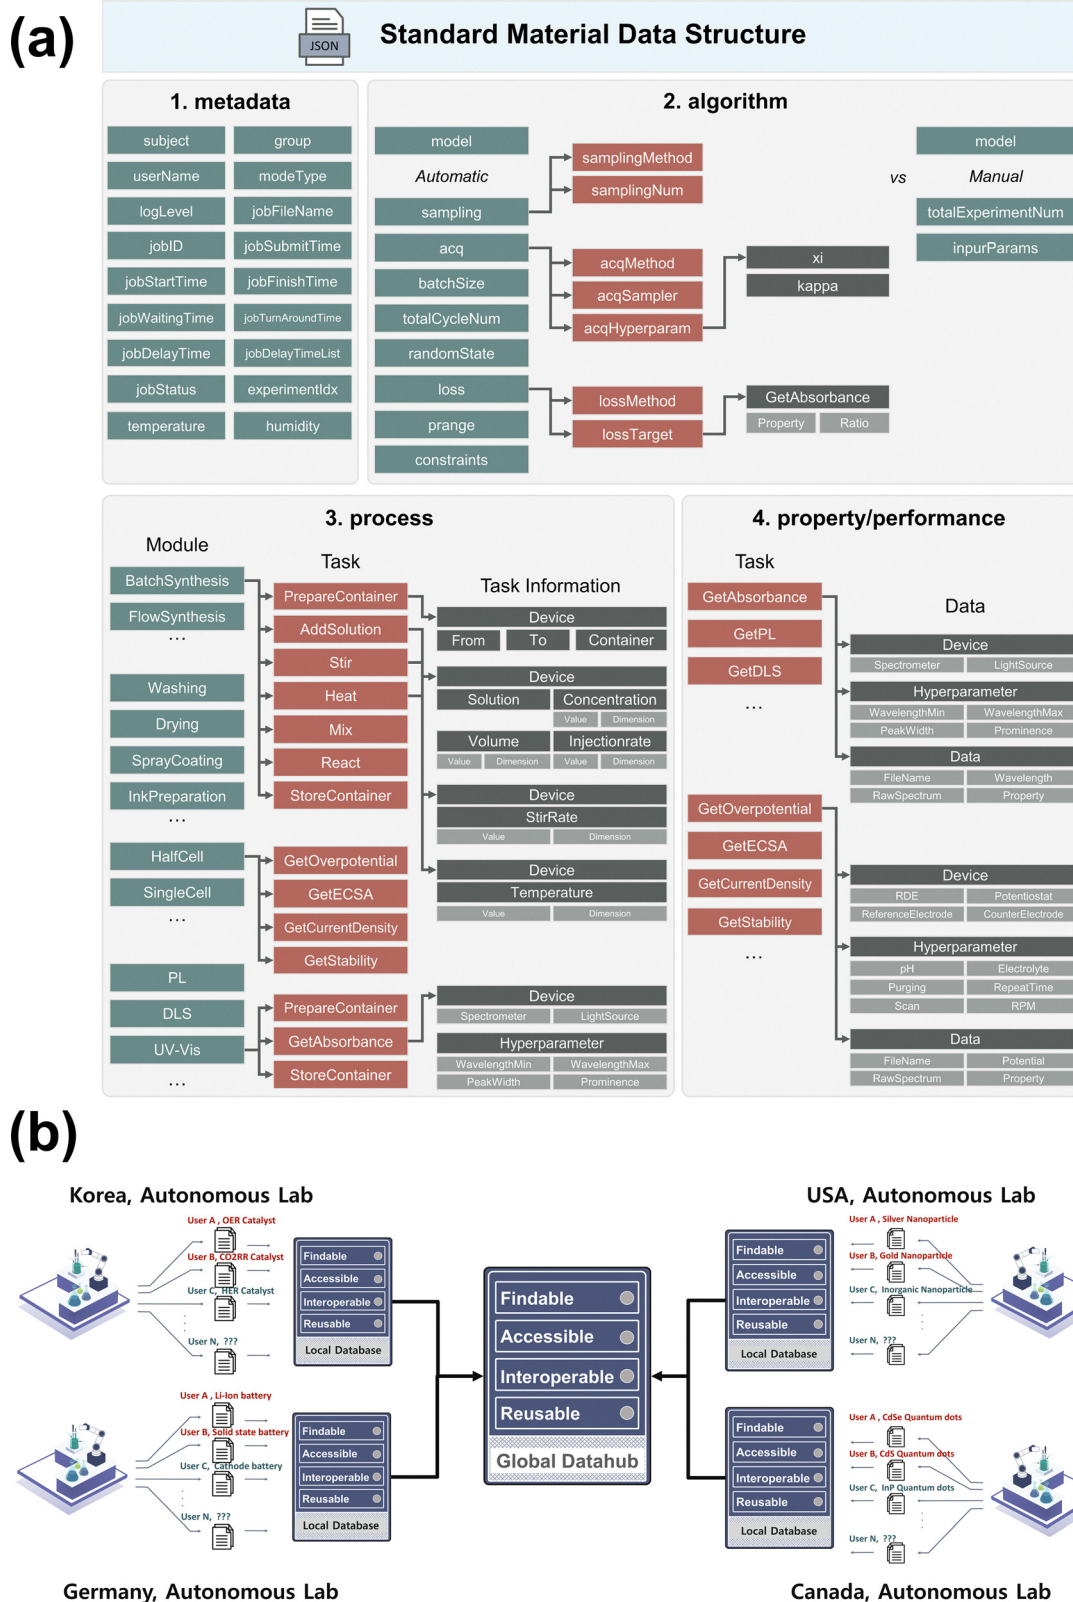 (a)
JSON
Standard Material Data Structure
1. metadata
subject group
userName modeType
logLevel jobFileName
jobID jobSubmitTime
jobStartTime jobFinishTime
jobWaitingTime jobTurnAroundTime
jobDelayTime jobDelayTimeList
jobStatus experimentIdx
temperature humidity
2. algorithm
model
Automatic
sampling
acq
batchSize
totalCycleNum
randomState
loss
prange
constraints
samplingMethod
samplingNum
acqMethod
acqSampler
acqHyperparam
lossMethod
lossTarget
xi
kappa
GetAbsorbance
Property Ratio
vs
model
Manual
totalExperimentNum
inpurParams
3. process
Module
BatchSynthesis
FlowSynthesis
...
Washing
Drying
SprayCoating
InkPreparation
...
HalfCell
SingleCell
...
PL
DLS
UV-Vis
...
Task
PrepareContainer
AddSolution
Stir
Heat
Mix
React
StoreContainer
GetOverpotential
GetECSA
GetCurrentDensity
GetStability
PrepareContainer
GetAbsorbance
StoreContainer
Task Information
Device
From To Container
Device
Solution Concentration
Value Dimension
Volume Injectionrate
Value Dimension Value Dimension
Device
StirRate
Value Dimension
Device
Temperature
Value Dimension
Device
Spectrometer LightSource
Hyperparameter
WavelengthMin WavelengthMax
PeakWidth Prominence
4. property/performance
Task
GetAbsorbance
GetPL
GetDLS
...
GetOverpotential
GetECSA
GetCurrentDensity
GetStability
...
Data
Device
Spectrometer LightSource
Hyperparameter
WavelengthMin WavelengthMax
PeakWidth Prominence
Data
FileName Wavelength
RawSpectrum Property
Device
RDE Potentiostat
ReferenceElectrode CounterElectrode
Hyperparameter
pH Electrolyte
Purging RepeatTime
Scan RPM
Data
FileName Potential
RawSpectrum Property
(b)
Korea, Autonomous Lab
User A , OER Catalyst
User B, CO2RR Catalyst
User C, HER Catalyst
User N, ???
Findable
Accessible
Interoperable
Reusable
Local Database
User A , Li-Ion battery
User B, Solid state battery
User C, Cathode battery
User N, ???
Findable
Accessible
Interoperable
Reusable
Local Database
Germany, Autonomous Lab
Findable
Accessible
Interoperable
Reusable
Global Datahub
USA, Autonomous Lab
User A , Silver Nanoparticle
User B, Gold Nanoparticle
User C, Inorganic Nanoparticle
User N, ???
Findable
Accessible
Interoperable
Reusable
Local Database
User A , CdSe Quantum dots
User B, CdS Quantum dots
User C, InP Quantum dots
User N, ???
Findable
Accessible
Interoperable
Reusable
Local Database
Canada, Autonomous Lab